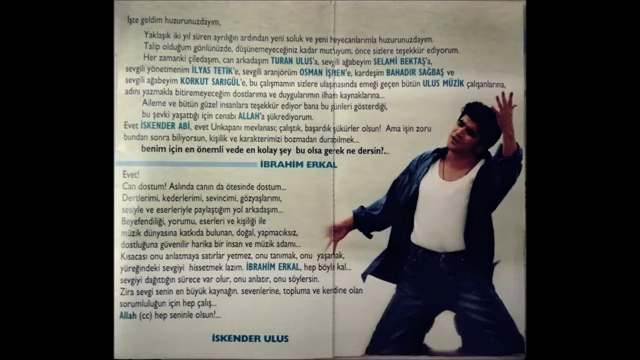 İşte geldim huzurunuzdayım,
Yaklaşık iki yıl süren ayrılığın ardından yeni soluk ve yeni heyecanlarımla huzurunuzdayım.
Talip olduğum gönlünüzde, düşünemeyeceğiniz kadar mutluyum, önce sizlere teşekkür ediyorum.
Her zamanki çiledaşım, can arkadaşım TURAN ULUS'a, sevgili ağabeyim SELAMİ BEKTAŞ'a,
sevgili yönetmenim İLYAS TETİK'e, sevgili aranjörüm OSMAN İŞMEN'e, kardeşim BAHADIR SAĞBAŞ ve
sevgili ağabeyim KORKUT SARIGÜL'e, bu çalışmamın sizlere ulaşmasında emeği geçen bütün ULUS MÜZİK çalışanlarına,
adını yazmakla bitiremeyeceğim dostlarıma ve duygularımın ilham kaynaklarına...
Aileme ve bütün güzel insanlara teşekkür ediyor bana bu günleri gösterdiği,
bu şevki yaşattığı için cenabı ALLAH'a şükrediyorum.
Evet İSKENDER ABİ, evet Unkapanı mevlanası; çalıştık, başardık şükürler olsun! Ama işin zoru
bundan sonra biliyorsun, kişilik ve karakterimizi bozmadan durabilmek...
benim için en önemli vede en kolay şey bu olsa gerek ne dersin?..
İBRAHİM ERKAL
Evet!
Can dostum! Aslında canın da ötesinde dostum...
Dertlerimi, kederlerimi, sevincimi, gözyaşlarımı,
sesiyle ve eserleriyle paylaştığım yol arkadaşım...
Beyefendiliği, yorumu, eserleri ve kişiliği ile
müzik dünyasına katkıda bulunan, doğal, yapmacıksız,
dostluğuna güvenilir harika bir insan ve müzik adamı...
Kısacası onu anlatmaya satırlar yetmez, onu tanımak, onu yaşamak,
yüreğindeki sevgiyi hissetmek lazım. İBRAHİM ERKAL, hep böyle kal...
sevgiyi dağıttığın sürece var olur, onu anlatır, onu söylersin.
Zira sevgi senin en büyük kaynağın. sevenlerine, topluma ve kendine olan
sorumluluğun için hep çalış...
Allah (cc) hep seninle olsun!...
İSKENDER ULUS